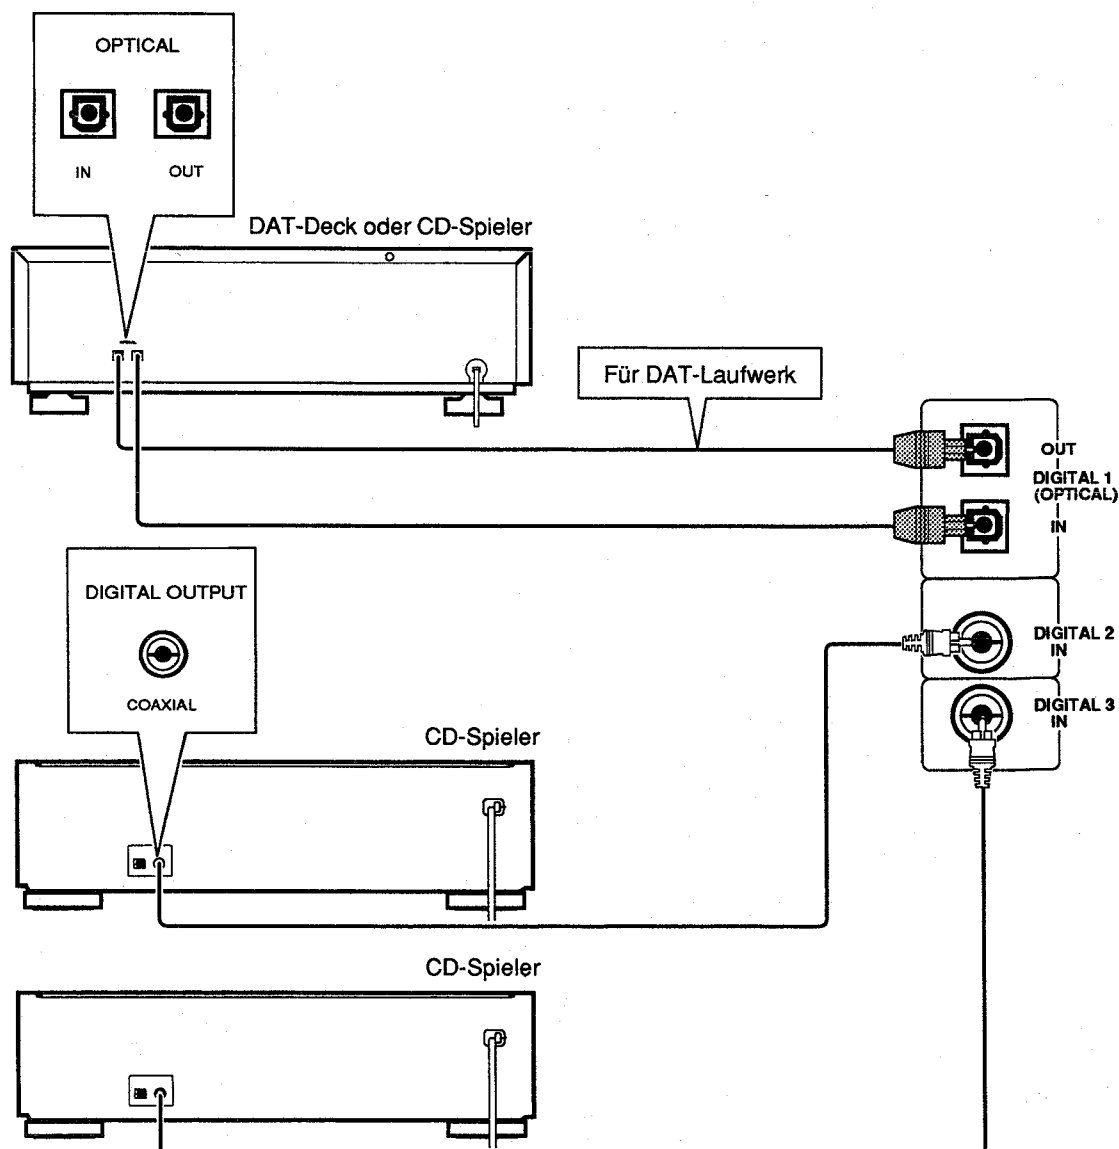 OPTICAL
IN
OUT
DAT-Deck oder CD-Spieler
Für DAT-Laufwerk
OUT
DIGITAL 1
(OPTICAL)
IN
DIGITAL OUTPUT
COAXIAL
DIGITAL 2
IN
DIGITAL 3
IN
CD-Spieler
CD-Spieler